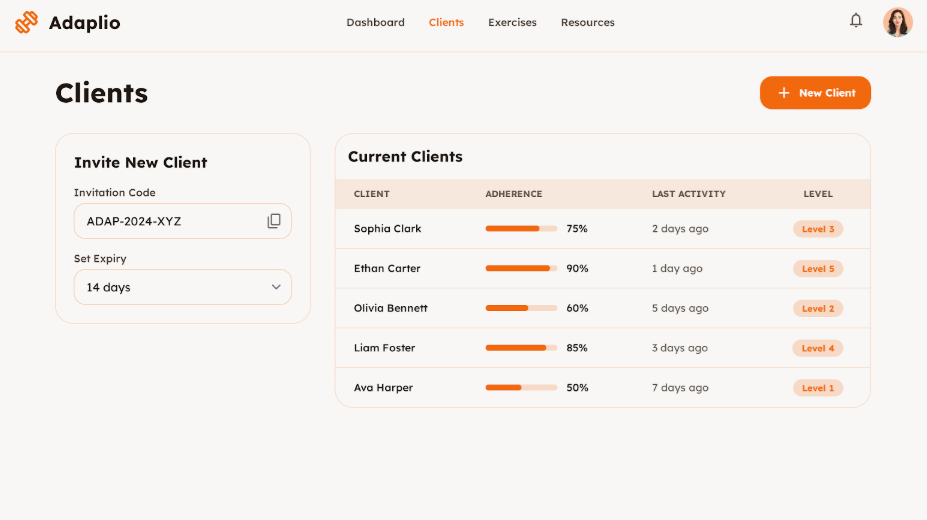 Adaplio
Dashboard Clients Exercises Resources
Clients
+ New Client
Invite New Client
Invitation Code
ADAP-2024-XYZ
Set Expiry
14 days
Current Clients
CLIENT ADHERENCE LAST ACTIVITY LEVEL
Sophia Clark 75% 2 days ago Level 3
Ethan Carter 90% 1 day ago Level 5
Olivia Bennett 60% 5 days ago Level 2
Liam Foster 85% 3 days ago Level 4
Ava Harper 50% 7 days ago Level 1